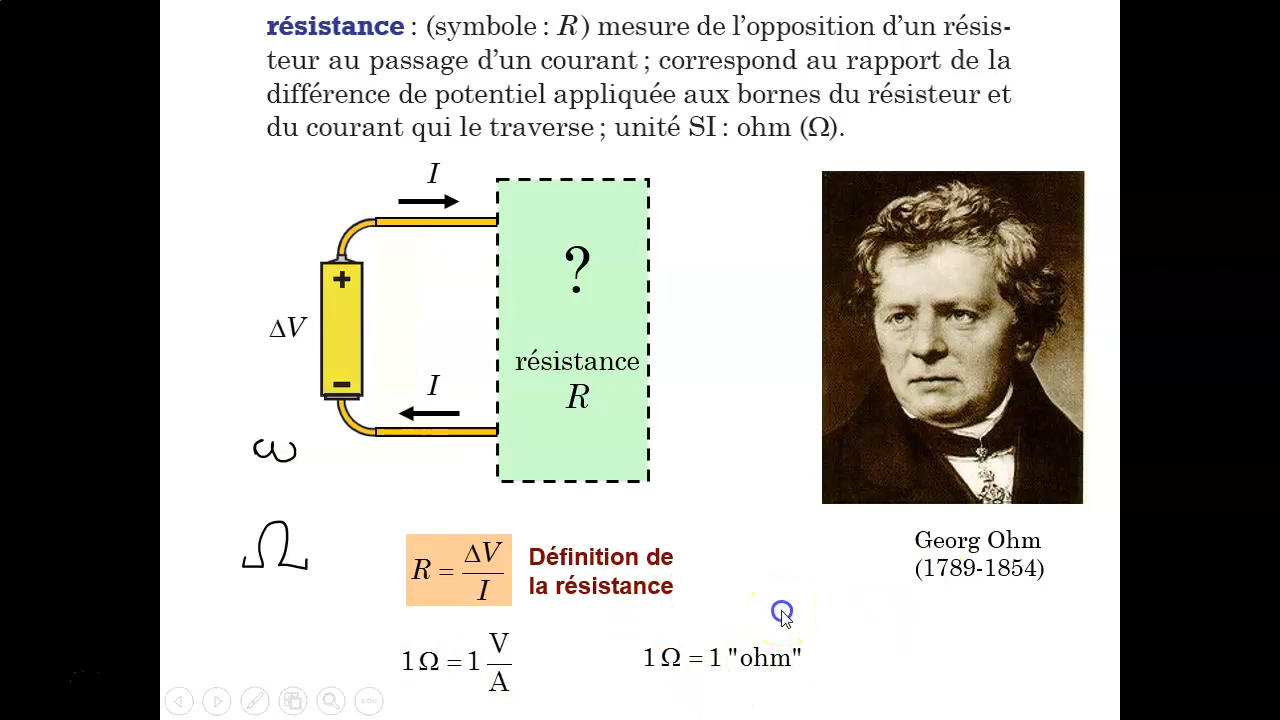 résistance : (symbole : R ) mesure de l'opposition d'un résis-
teur au passage d'un courant ; correspond au rapport de la
différence de potentiel appliquée aux bornes du résisteur et
du courant qui le traverse ; unité SI : ohm (Ω).
I
+
?
ΔV
résistance
R
I
−
ω
Ω
Georg Ohm
(1789-1854)
R = ΔV/I
Définition de
la résistance
1 Ω = 1 V/A
1 Ω = 1 "ohm"